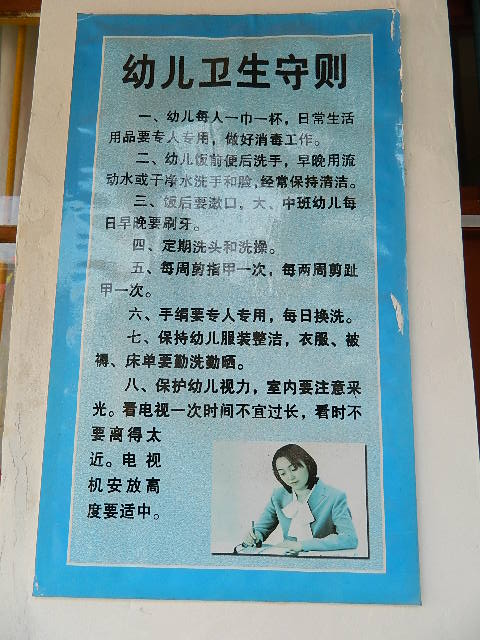 幼儿卫生守则
一、幼儿每人一巾一杯，日常生活
用品要专人专用，做好消毒工作。
二、幼儿饭前便后洗手，早晚用流
动水或干净水洗手和脸，经常保持清洁。
三、饭后要漱口，大、中班幼儿每
日早晚要刷牙。
四、定期洗头和洗操。
五、每周剪指甲一次，每两周剪趾
甲一次。
六、手绢要专人专用，每日换洗。
七、保持幼儿服装整洁，衣服、被
褥、床单要勤洗勤晒。
八、保护幼儿视力，室内要注意采
光。看电视一次时间不宜过长，看时不
要离得太
近。电视
机安放高
度要适中。